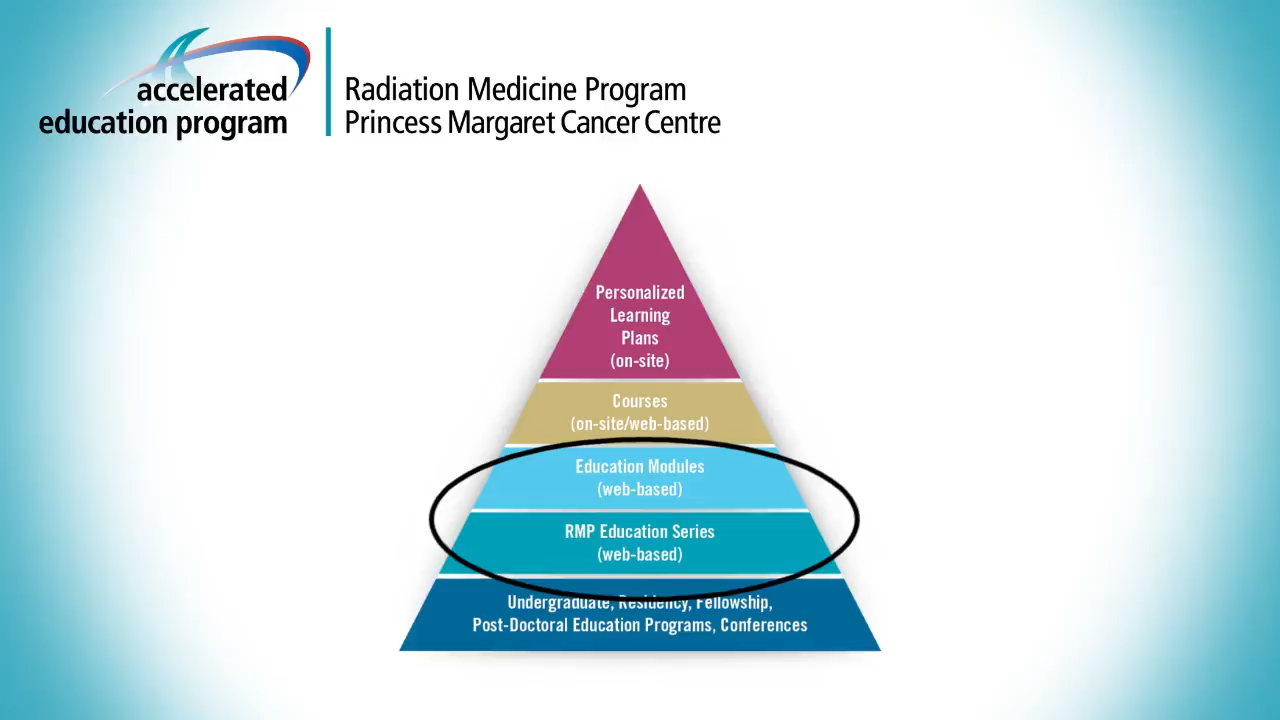 accelerated
education program
Radiation Medicine Program
Princess Margaret Cancer Centre
Personalized
Learning
Plans
(on-site)
Courses
(on-site/web-based)
Education Modules
(web-based)
RMP Education Series
(web-based)
Undergraduate, Residency, Fellowship,
Post-Doctoral Education Programs, Conferences